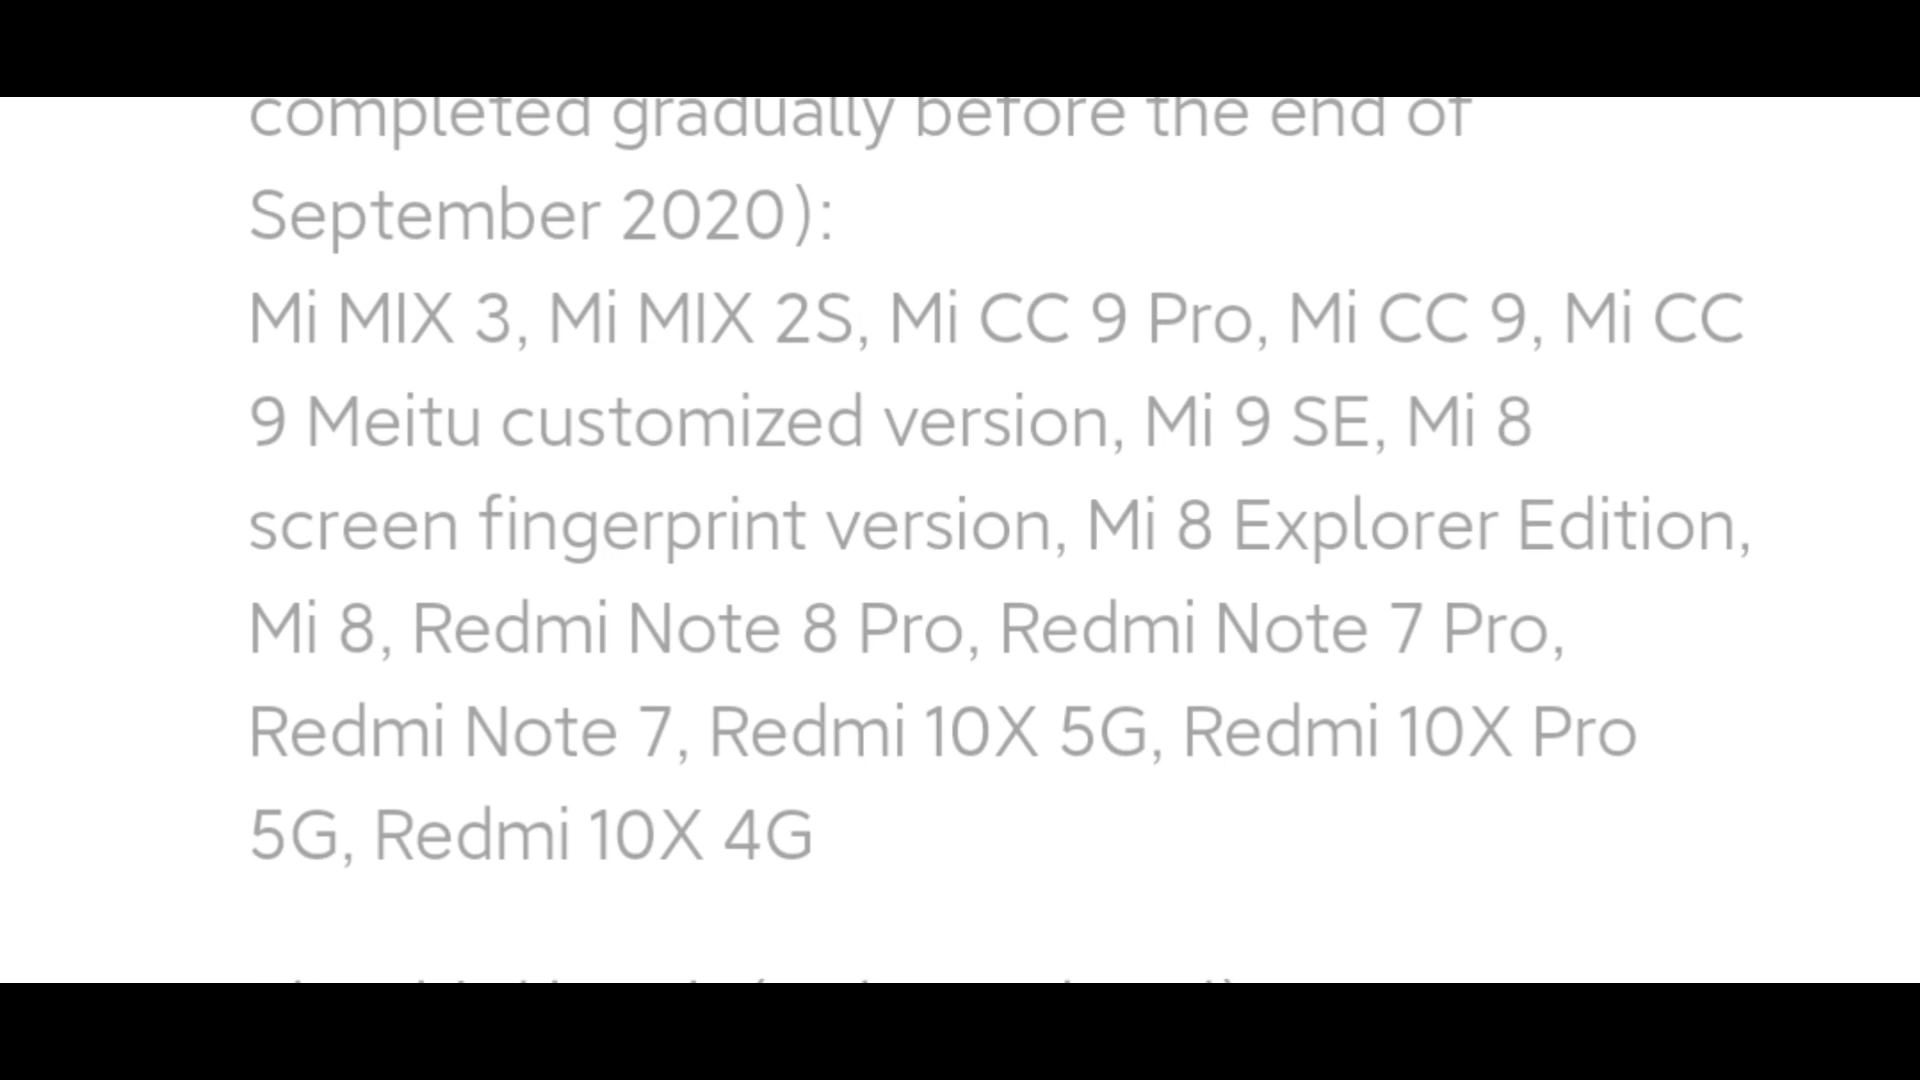 completed gradually before the end of
September 2020):
Mi MIX 3, Mi MIX 2S, Mi CC 9 Pro, Mi CC 9, Mi CC
9 Meitu customized version, Mi 9 SE, Mi 8
screen fingerprint version, Mi 8 Explorer Edition,
Mi 8, Redmi Note 8 Pro, Redmi Note 7 Pro,
Redmi Note 7, Redmi 10X 5G, Redmi 10X Pro
5G, Redmi 10X 4G